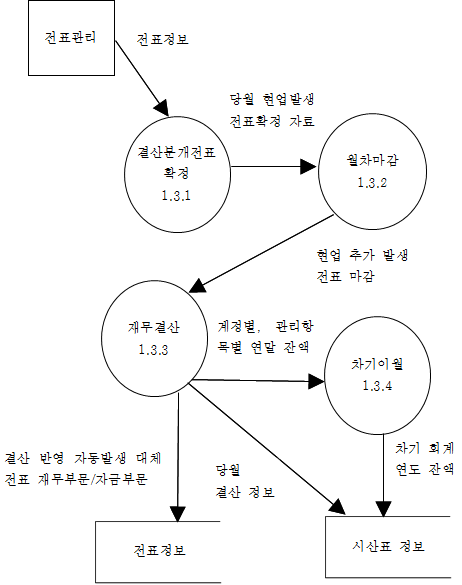 전표관리
전표정보
당월 현업발생
전표확정 자료
결산분개전표
확정
1.3.1
월차마감
1.3.2
현업 추가 발생
전표 마감
재무결산
1.3.3
계정별, 관리항
목별 연말 잔액
차기이월
1.3.4
결산 반영 자동발생 대체
전표 재무부문/자금부문
당월
결산 정보
차기 회계
연도 잔액
전표정보
시산표 정보